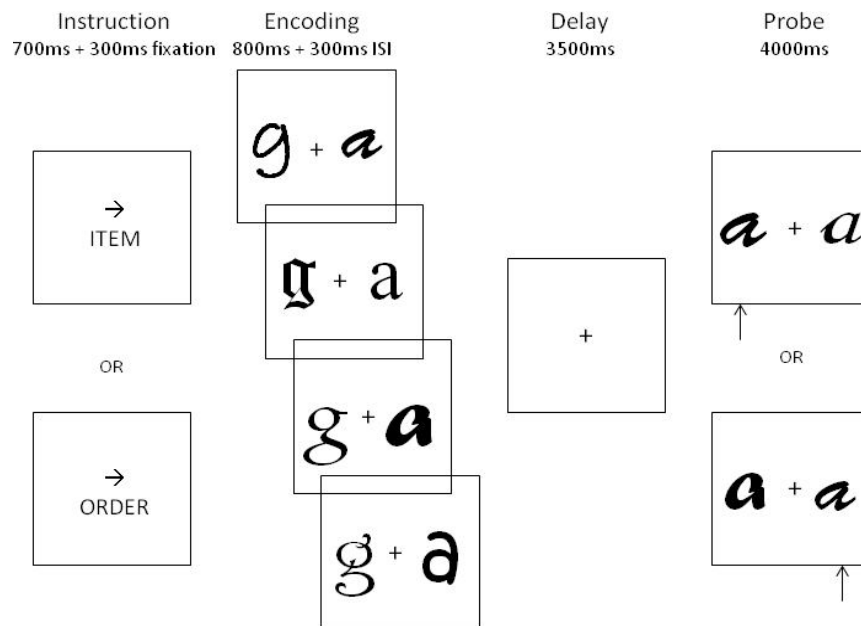 Instruction
700ms + 300ms fixation
Encoding
800ms + 300ms ISI
Delay
3500ms
Probe
4000ms
→
ITEM
OR
→
ORDER
g + a
g + a
g + a
g + a
+
a + a
OR
a + a